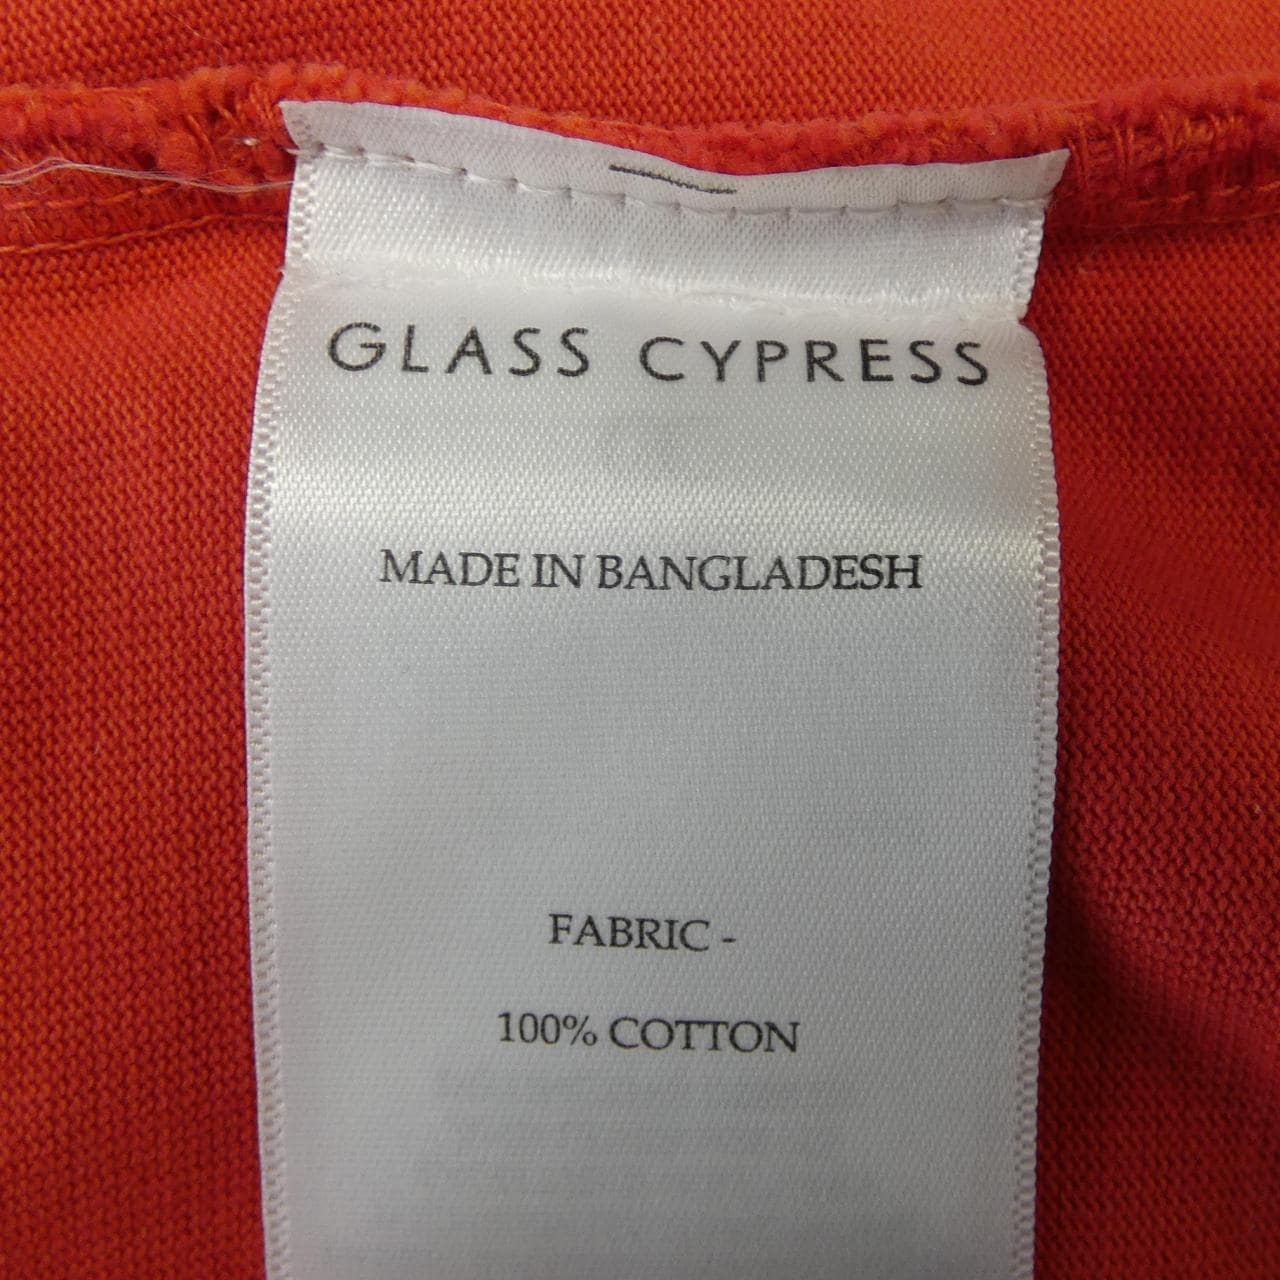 GLASS CYPRESS
MADE IN BANGLADESH
FABRIC -
100% COTTON